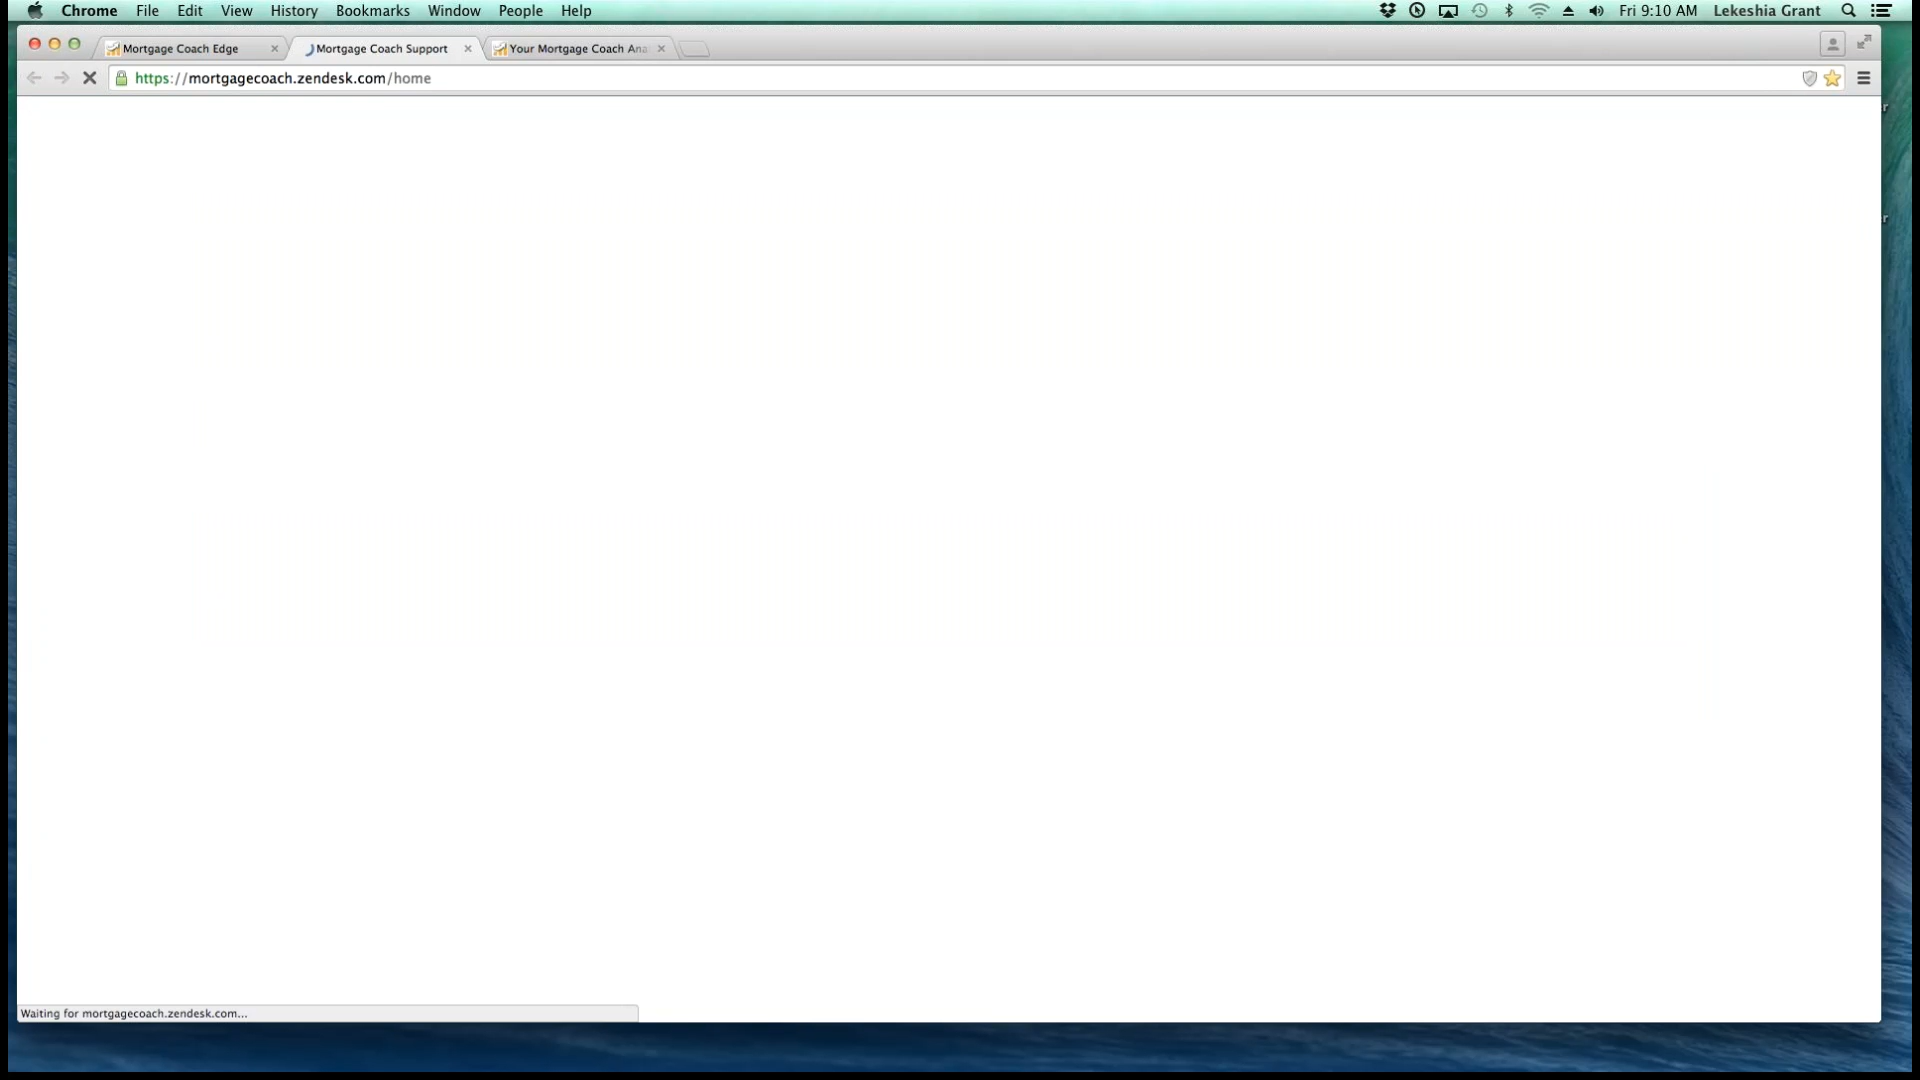 Chrome File Edit View History Bookmarks Window People Help Fri 9:10 AM Lekeshia Grant
Mortgage Coach Edge Mortgage Coach Support Your Mortgage Coach Ana
https://mortgagecoach.zendesk.com/home
r
r
Waiting for mortgagecoach.zendesk.com...